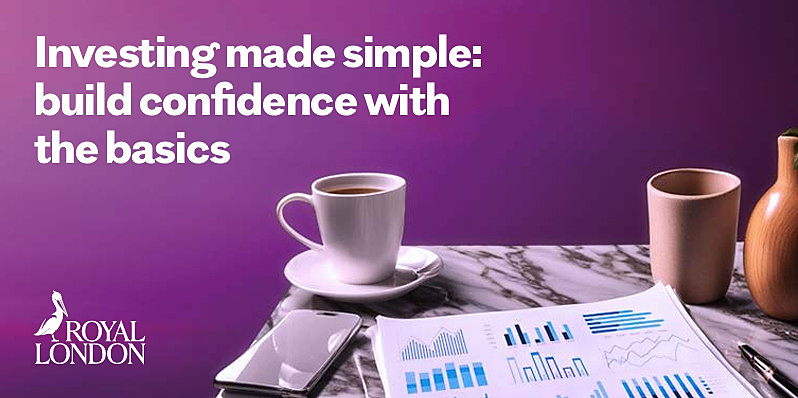 Investing made simple:
build confidence with
the basics
ROYAL
LONDON